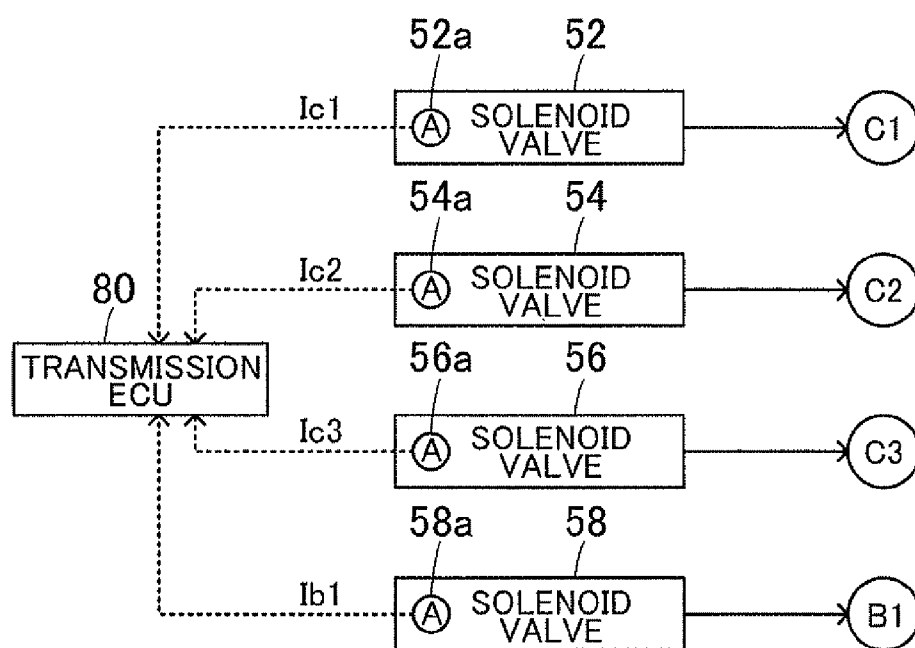 52a 52
Ic1 A SOLENOID VALVE C1
54a 54
Ic2 A SOLENOID VALVE C2
80
TRANSMISSION
ECU
56a 56
Ic3 A SOLENOID VALVE C3
58a 58
Ib1 A SOLENOID VALVE B1